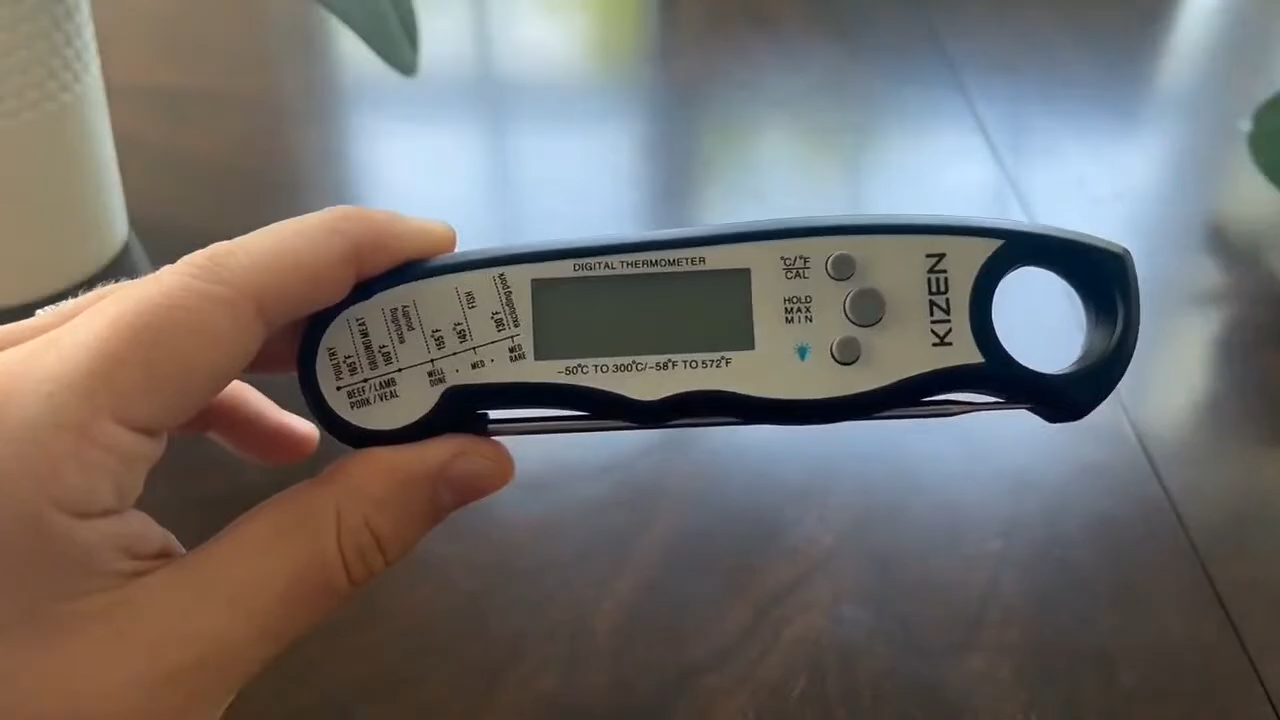 DIGITAL THERMOMETER
-50°C TO 300°C/-58°F TO 572°F
°C/°F
CAL
HOLD
MAX
MIN
KIZEN
POULTRY
165°F
GROUND MEAT
160°F
excluding
poultry
155°F
145°F
FISH
130°F
excluding pork
BEEF/LAMB
PORK/VEAL
WELL
DONE
MED
MED
RARE